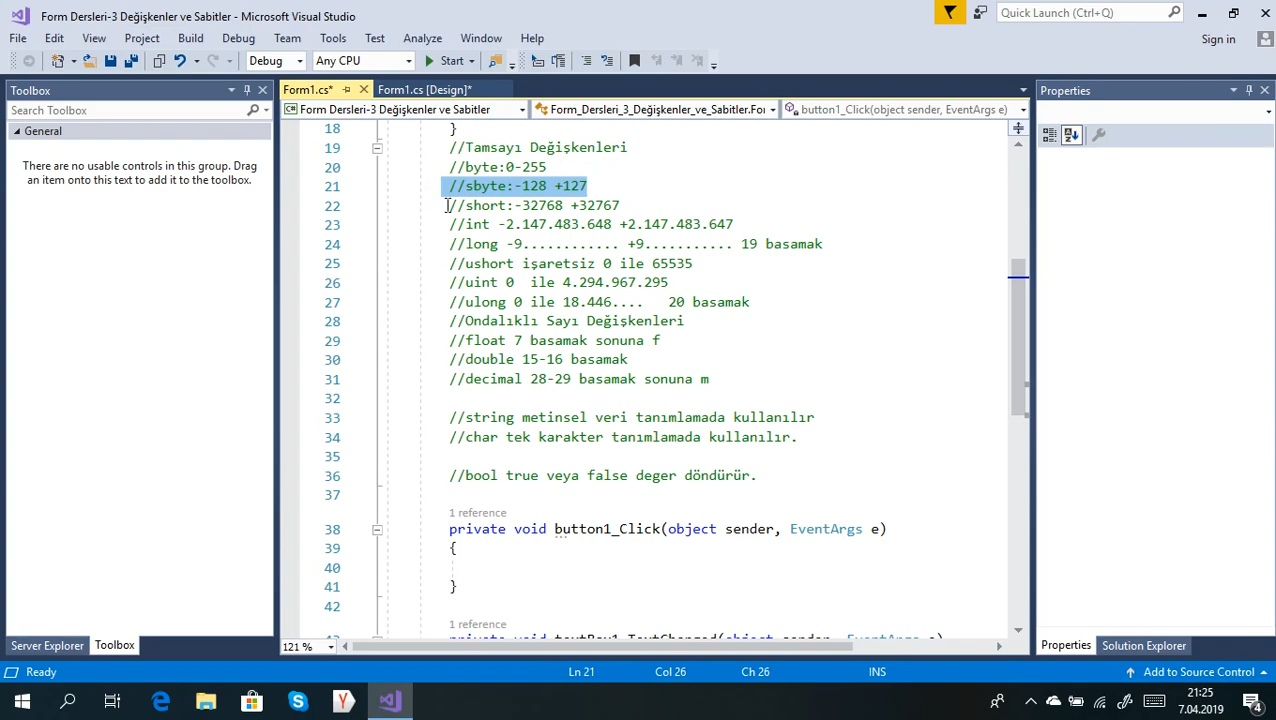 Form Dersleri-3 Değişkenler ve Sabitler - Microsoft Visual Studio
Quick Launch (Ctrl+Q)
File Edit View Project Build Debug Team Tools Test Analyze Window Help
Sign in
Debug Any CPU Start
Toolbox
Search Toolbox
General
There are no usable controls in this group. Drag
an item onto this text to add it to the toolbox.
Form1.cs* Form1.cs [Design]*
Form Dersleri-3 Değişkenler ve Sabitler Form_Dersleri_3_Değişkenler_ve_Sabitler.For button1_Click(object sender, EventArgs e)
Properties
18 }
19 //Tamsayı Değişkenleri
20 //byte:0-255
21 //sbyte:-128 +127
22 //short:-32768 +32767
23 //int -2.147.483.648 +2.147.483.647
24 //long -9............ +9........... 19 basamak
25 //ushort işaretsiz 0 ile 65535
26 //uint 0  ile 4.294.967.295
27 //ulong 0 ile 18.446....   20 basamak
28 //Ondalıklı Sayı Değişkenleri
29 //float 7 basamak sonuna f
30 //double 15-16 basamak
31 //decimal 28-29 basamak sonuna m
32
33 //string metinsel veri tanımlamada kullanılır
34 //char tek karakter tanımlamada kullanılır.
35
36 //bool true veya false deger döndürür.
37
1 reference
38 private void button1_Click(object sender, EventArgs e)
39 {
40
41 }
42
1 reference
43 private void textBox1_TextChanged(object sender, EventArgs e)
121 %
Server Explorer Toolbox
Properties Solution Explorer
Ready Ln 21 Col 26 Ch 26 INS Add to Source Control
21:25
7.04.2019
4